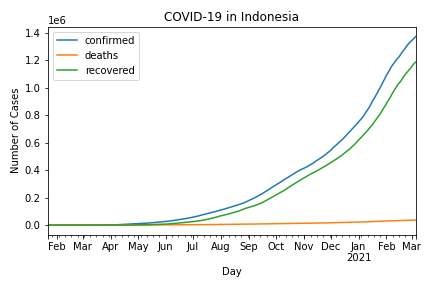 COVID-19 in Indonesia
1e6
confirmed
deaths
recovered
1.4
1.2
1.0
0.8
0.6
0.4
0.2
0.0
Number of Cases
Feb Mar Apr May Jun Jul Aug Sep Oct Nov Dec Jan Feb Mar
2021
Day